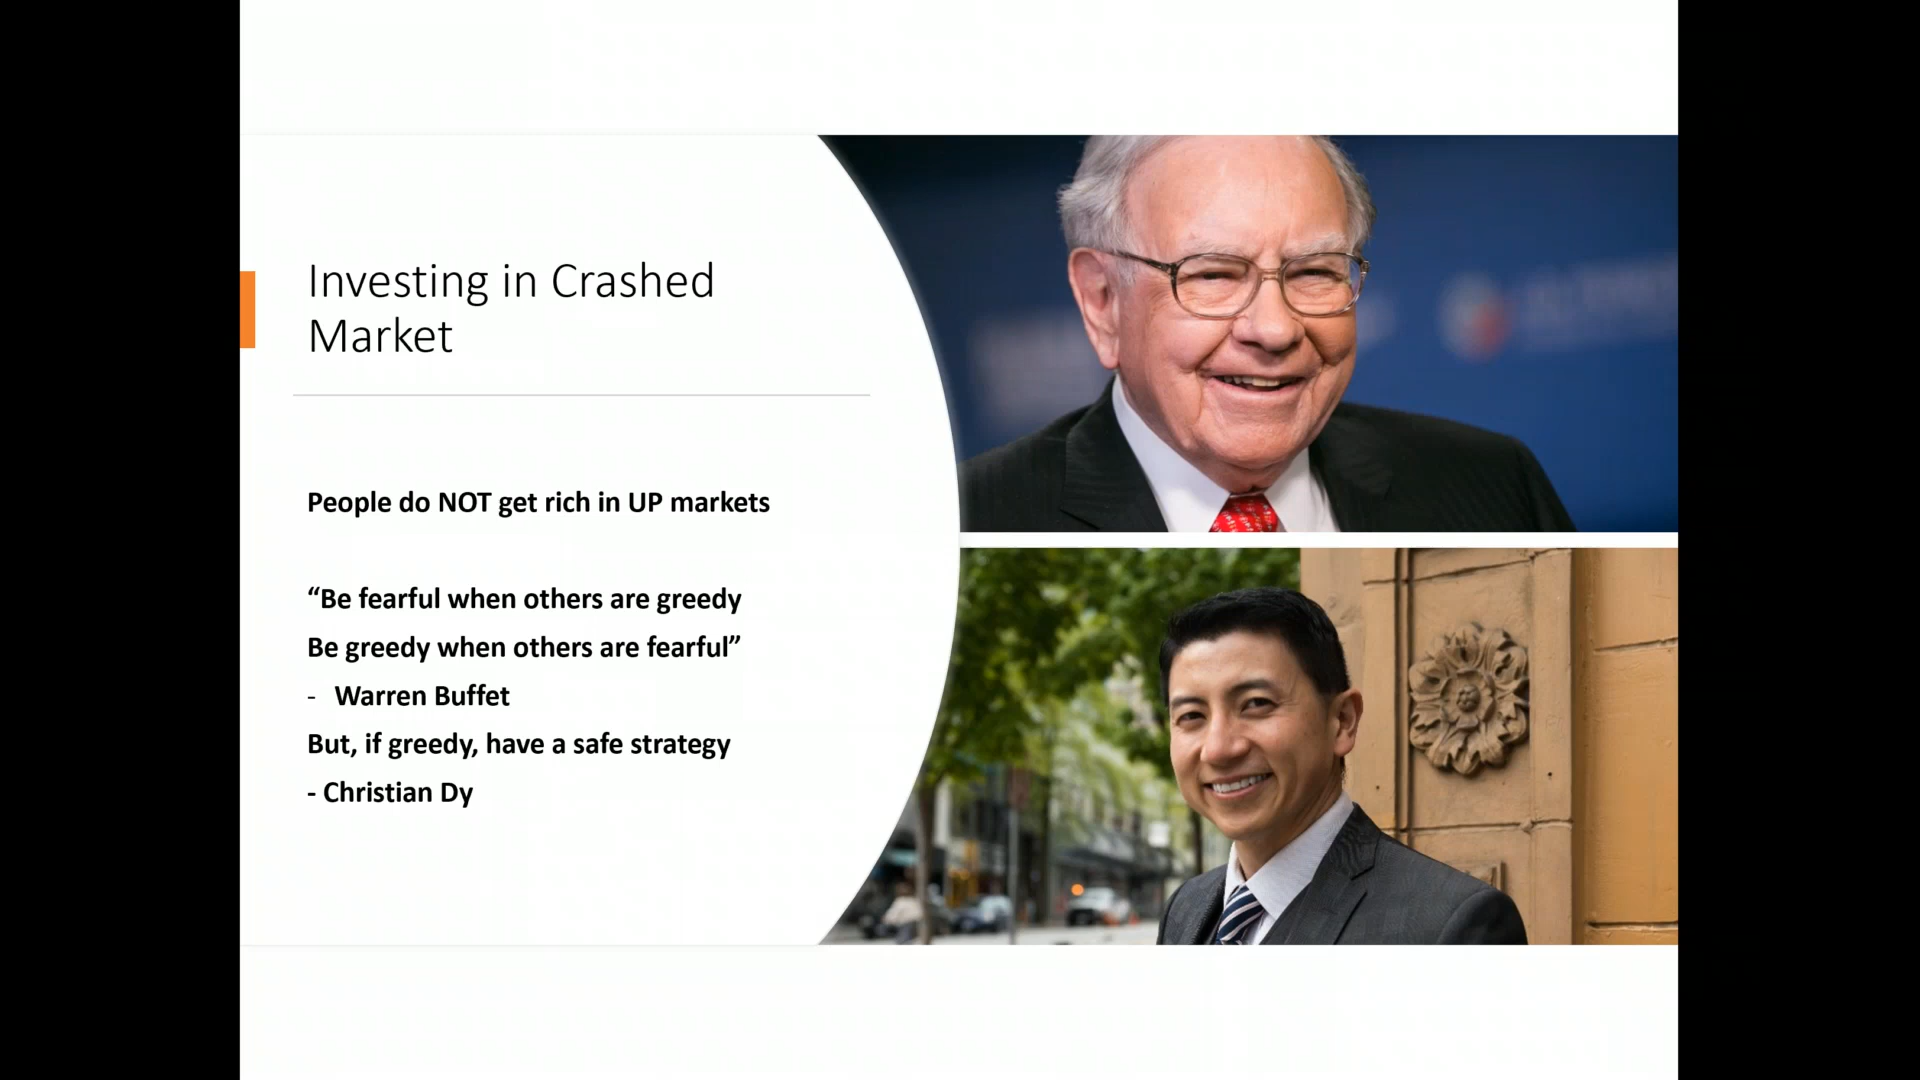 Investing in Crashed
Market
People do NOT get rich in UP markets
“Be fearful when others are greedy
Be greedy when others are fearful”
- Warren Buffet
But, if greedy, have a safe strategy
- Christian Dy